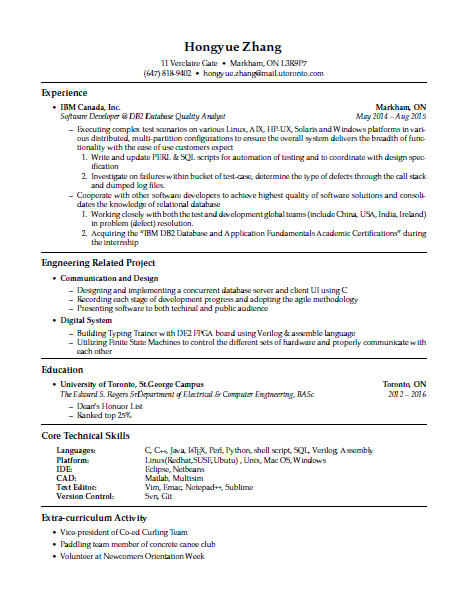 Hongyue Zhang
11 Verclaire Gate • Markham, ON L3R9P7
(647) 818-9402 • hongyue.zhang@mail.utoronto.com
Experience
• IBM Canada, Inc. Markham, ON
Software Developer @ DB2 Database Quality Analyst May 2014 – Aug 2015
– Executing complex test scenarios on various Linux, AIX, HP-UX, Solaris and Windows platforms in vari-
ous distributed, multi-partition configurations to ensure the overall system delivers the breadth of func-
tionality with the ease of use customers expect
1. Write and update PERL & SQL scripts for automation of testing and to coordinate with design spec-
ification
2. Investigate on failures within bucket of test-case, determine the type of defects through the call stack
and dumped log files.
– Cooperate with other software developers to achieve highest quality of software solutions and consoli-
dates the knowledge of relational database
1. Working closely with both the test and development global teams (include China, USA, India, Ireland)
in problem (defect) resolution.
2. Acquiring the "IBM DB2 Database and Application Fundamentals Academic Certifications" during
the internship
Engneering Related Project
• Communication and Design
– Designing and implementing a concurrent database server and client UI using C
– Recording each stage of development progress and adopting the agile methodology
– Presenting software to both techinal and public audience
• Digital System
– Building Typing Trainer with DE2 FPGA board using Verilog & assemble language
– Utilizing Finite State Machines to control the different sets of hardware and properly communicate with
each other
Education
• University of Toronto, St.George Campus Toronto, ON
The Edward S. Rogers SrDepartment of Electrical & Computer Engineering, BASc 2012 – 2016
– Dean's Honuor List
– Ranked top 25%
Core Technical Skills
Languages: C, C++, Java, LaTeX, Perl, Python, shell script, SQL, Verilog, Assembly
Platform: Linux(Redhat,SUSE,Ubutu) , Unix, Mac OS, Windows
IDE: Eclipse, Netbeans
CAD: Matlab, Multisim
Text Editor: Vim, Emac, Notepad++, Sublime
Version Control: Svn, Git
Extra-curriculum Activity
• Vice-president of Co-ed Curling Team
• Paddling team member of concrete canoe club
• Volunteer at Newcomers Orientation Week